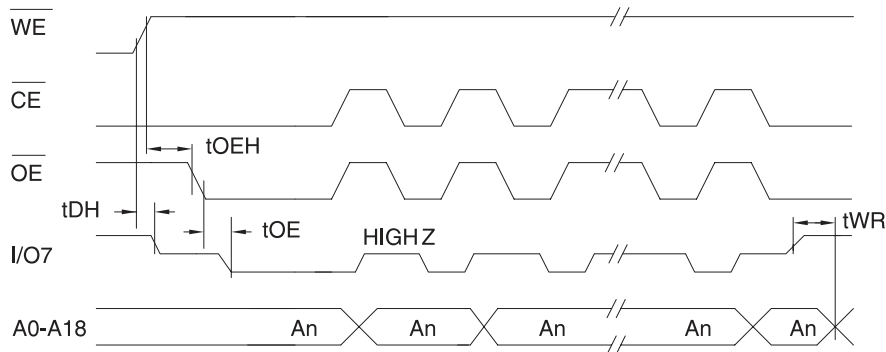 WE
CE
tOEH
OE
tDH
tOE
HIGH Z
tWR
I/O7
A0-A18
An An An An An